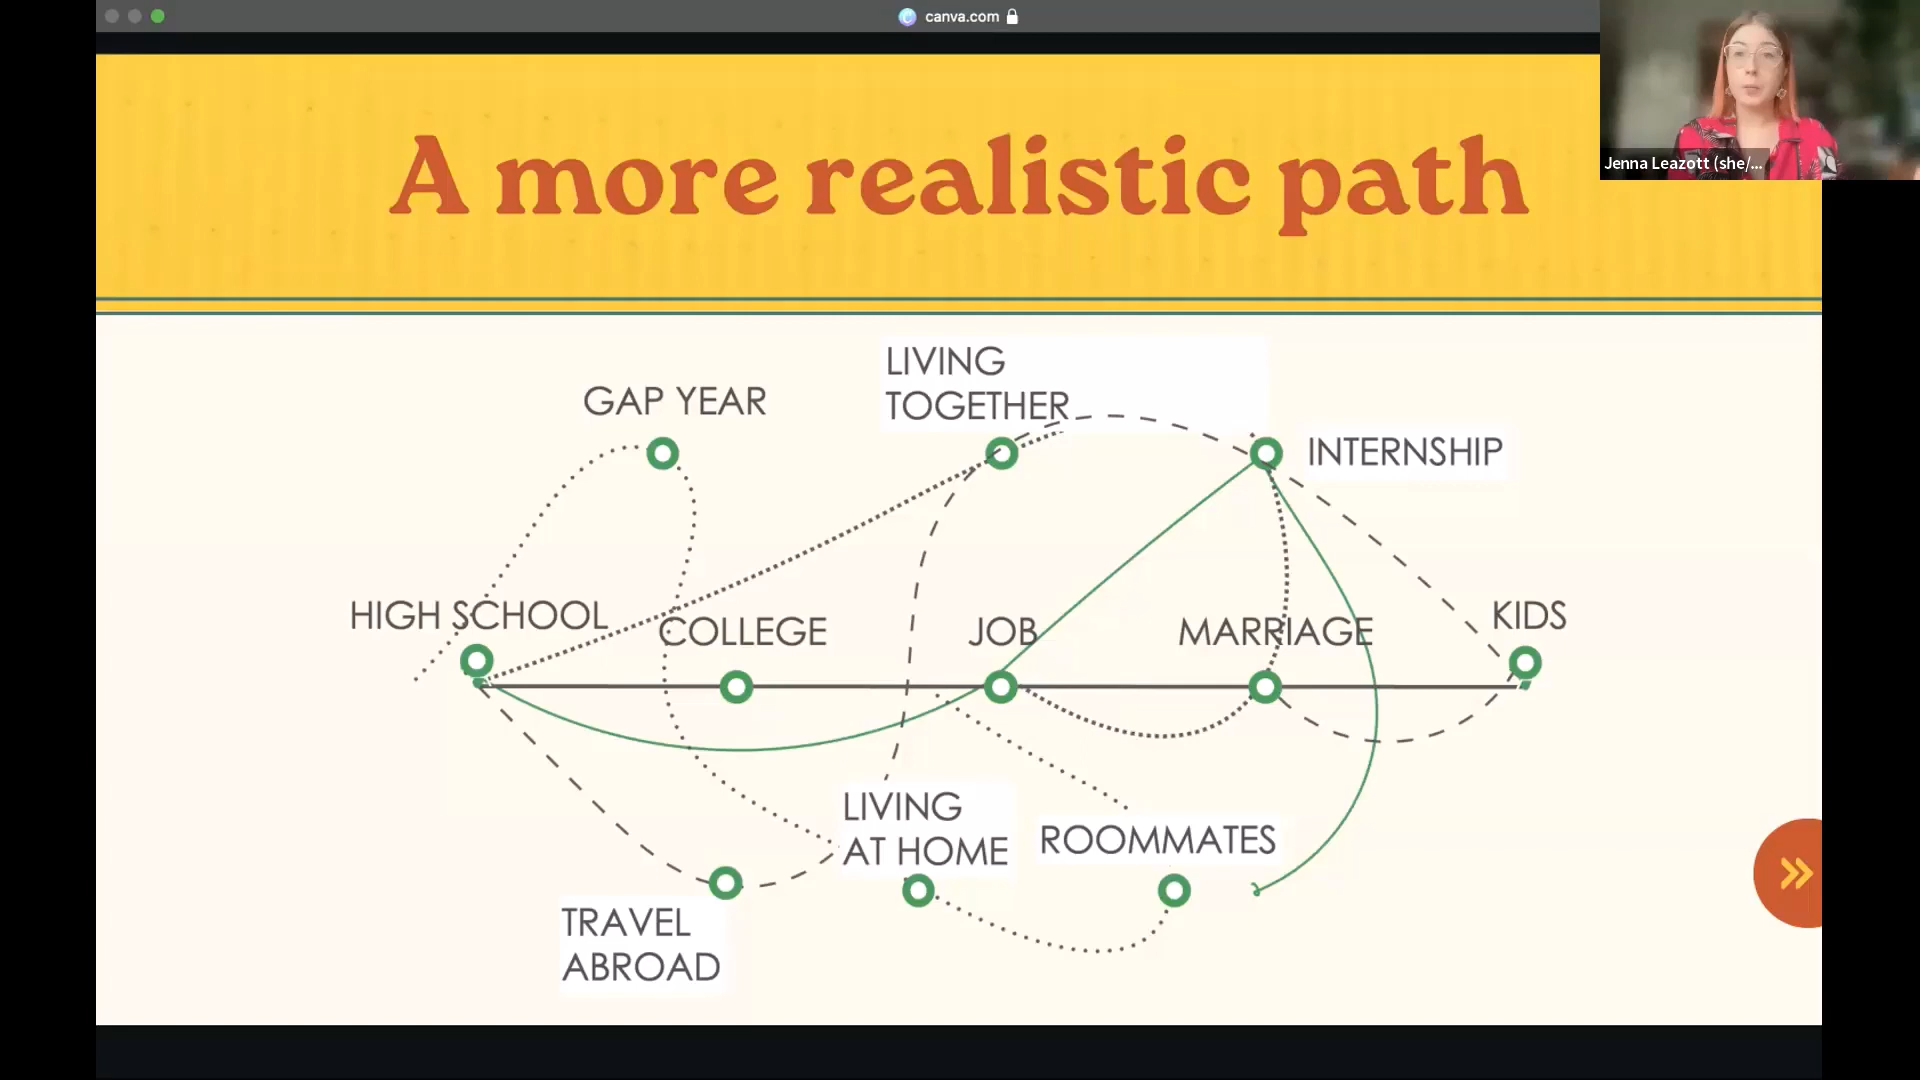 canva.com
Jenna Leazott (she/...
A more realistic path
LIVING
TOGETHER
GAP YEAR
INTERNSHIP
HIGH SCHOOL
COLLEGE
JOB
MARRIAGE
KIDS
LIVING
AT HOME
ROOMMATES
TRAVEL
ABROAD